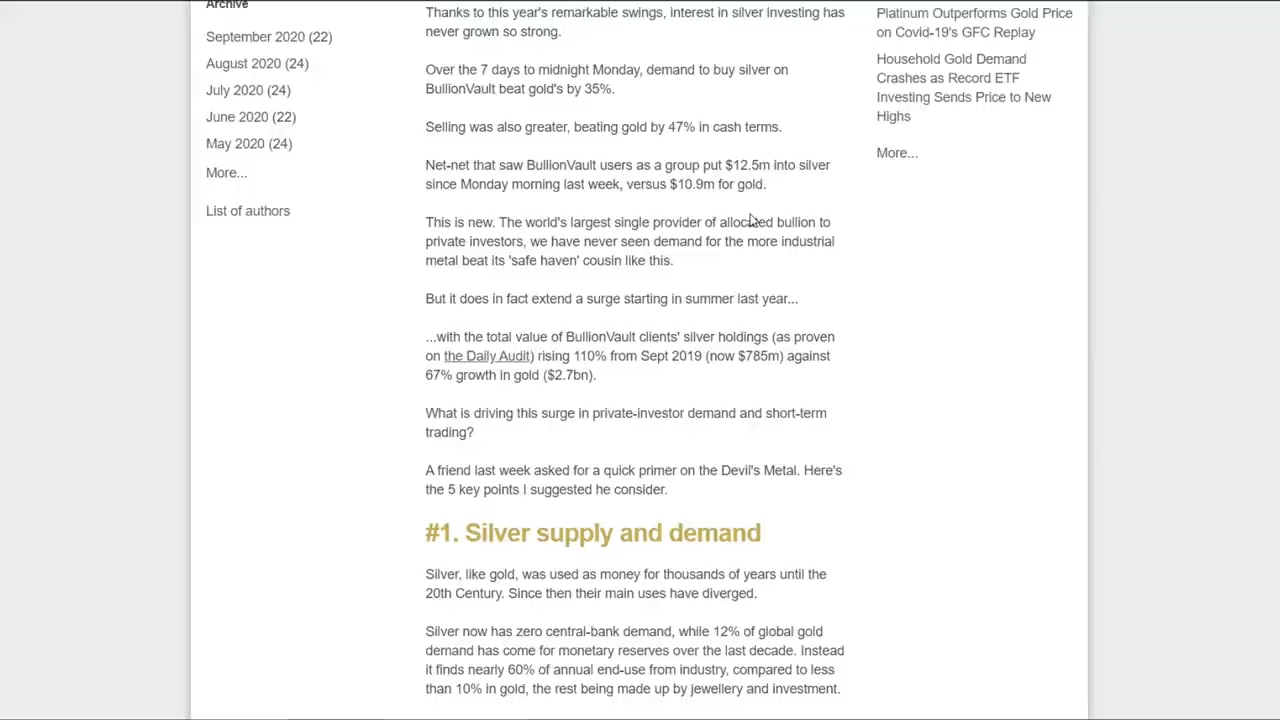 Archive
September 2020 (22)
August 2020 (24)
July 2020 (24)
June 2020 (22)
May 2020 (24)
More...
List of authors
Thanks to this year's remarkable swings, interest in silver investing has
never grown so strong.
Over the 7 days to midnight Monday, demand to buy silver on
BullionVault beat gold's by 35%.
Selling was also greater, beating gold by 47% in cash terms.
Net-net that saw BullionVault users as a group put $12.5m into silver
since Monday morning last week, versus $10.9m for gold.
This is new. The world's largest single provider of allocated bullion to
private investors, we have never seen demand for the more industrial
metal beat its 'safe haven' cousin like this.
But it does in fact extend a surge starting in summer last year...
...with the total value of BullionVault clients' silver holdings (as proven
on the Daily Audit) rising 110% from Sept 2019 (now $785m) against
67% growth in gold ($2.7bn).
What is driving this surge in private-investor demand and short-term
trading?
A friend last week asked for a quick primer on the Devil's Metal. Here's
the 5 key points I suggested he consider.
#1. Silver supply and demand
Silver, like gold, was used as money for thousands of years until the
20th Century. Since then their main uses have diverged.
Silver now has zero central-bank demand, while 12% of global gold
demand has come for monetary reserves over the last decade. Instead
it finds nearly 60% of annual end-use from industry, compared to less
than 10% in gold, the rest being made up by jewellery and investment.
Platinum Outperforms Gold Price
on Covid-19's GFC Replay
Household Gold Demand
Crashes as Record ETF
Investing Sends Price to New
Highs
More...